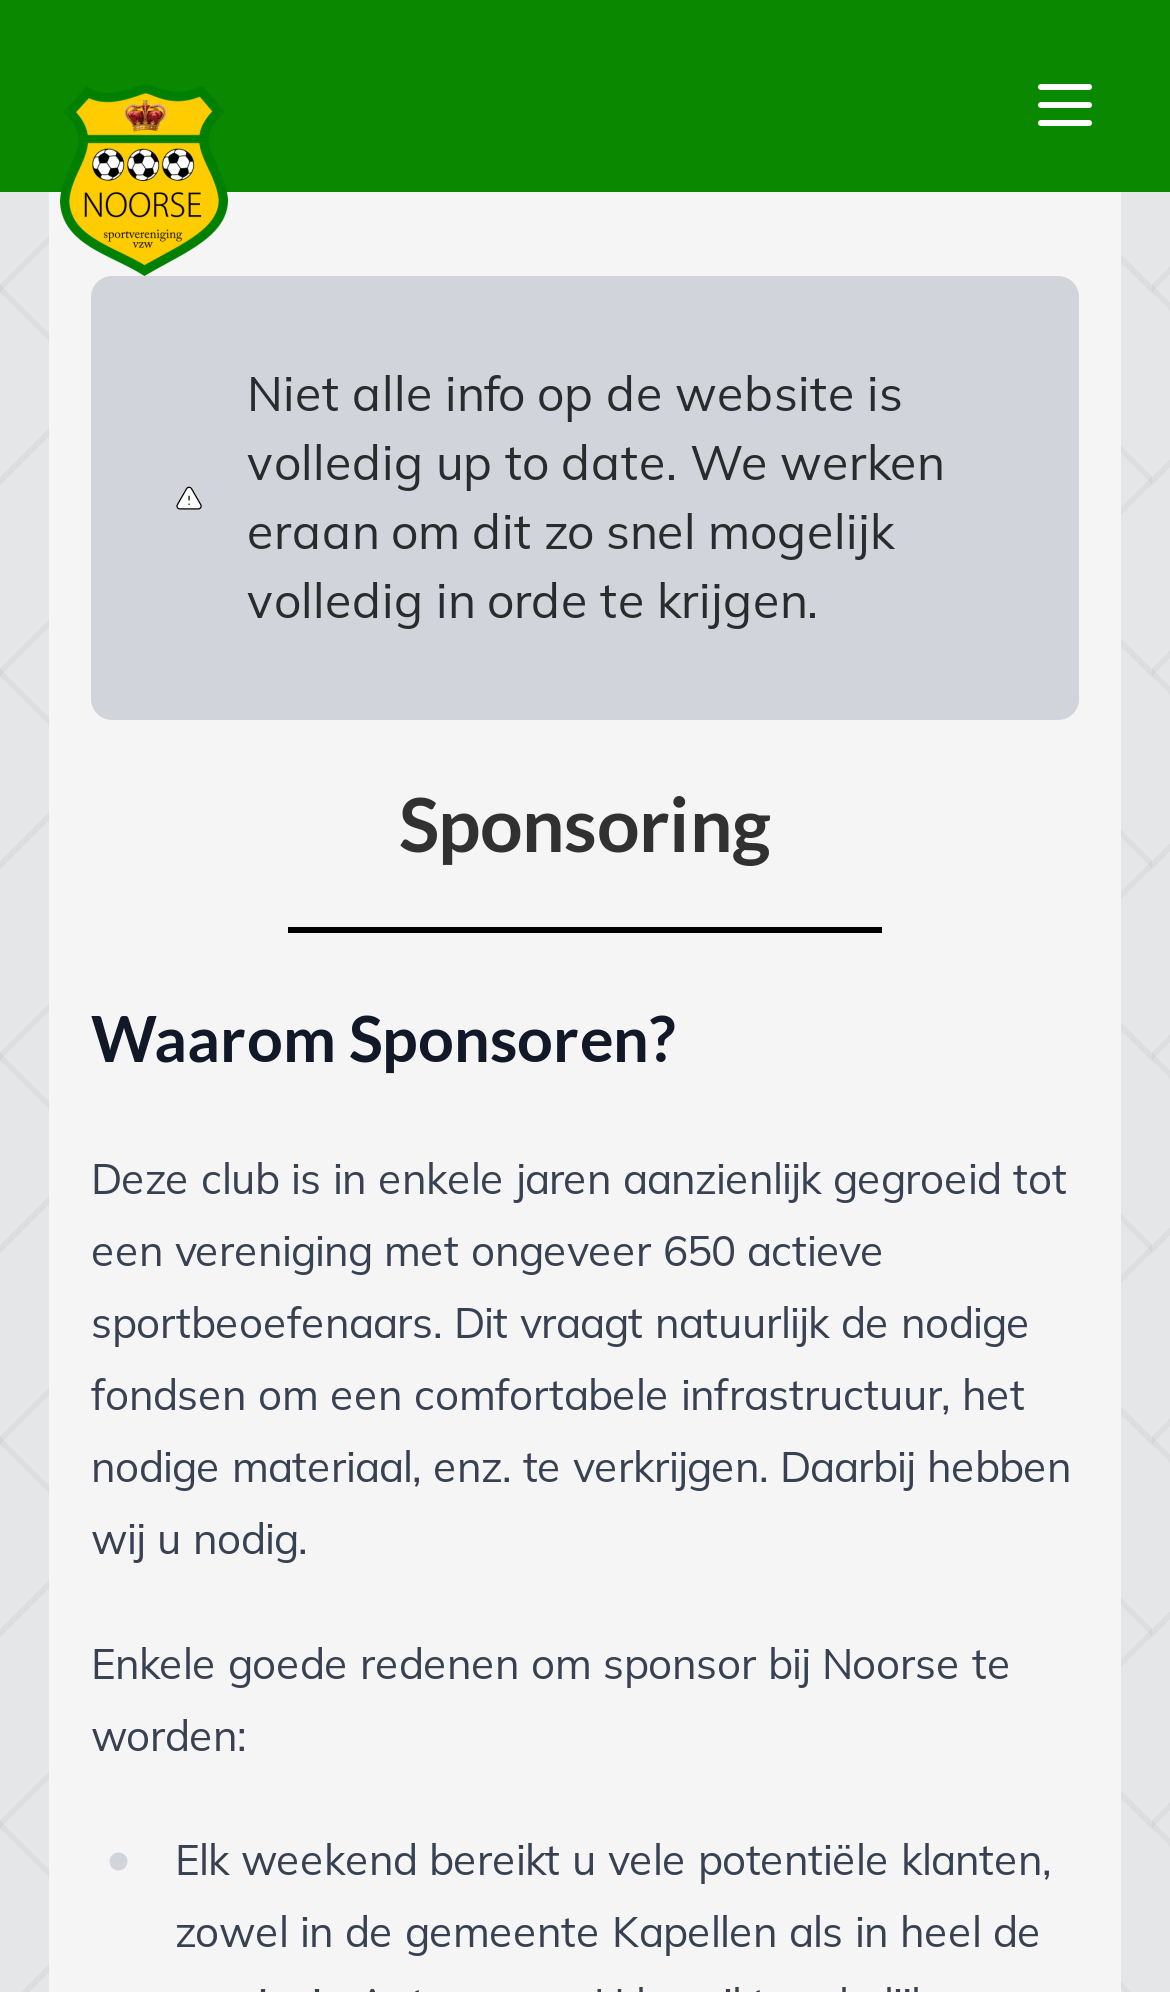 NOORSE
sportvereniging
vzw
Niet alle info op de website is
volledig up to date. We werken
eraan om dit zo snel mogelijk
volledig in orde te krijgen.
Sponsoring
Waarom Sponsoren?
Deze club is in enkele jaren aanzienlijk gegroeid tot
een vereniging met ongeveer 650 actieve
sportbeoefenaars. Dit vraagt natuurlijk de nodige
fondsen om een comfortabele infrastructuur, het
nodige materiaal, enz. te verkrijgen. Daarbij hebben
wij u nodig.
Enkele goede redenen om sponsor bij Noorse te
worden:
Elk weekend bereikt u vele potentiële klanten,
zowel in de gemeente Kapellen als in heel de